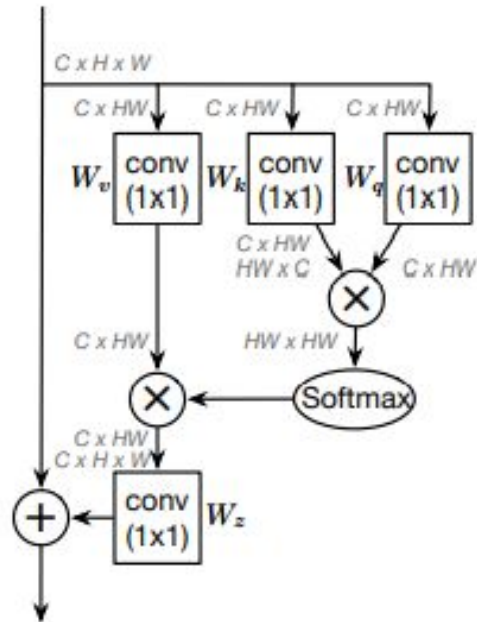 C x H x W
C x HW C x HW C x HW
W_v conv (1x1) W_k conv (1x1) W_q conv (1x1)
C x HW
HW x C C x HW
×
C x HW HW x HW
× Softmax
C x HW
C x H x W
+ conv (1x1) W_z